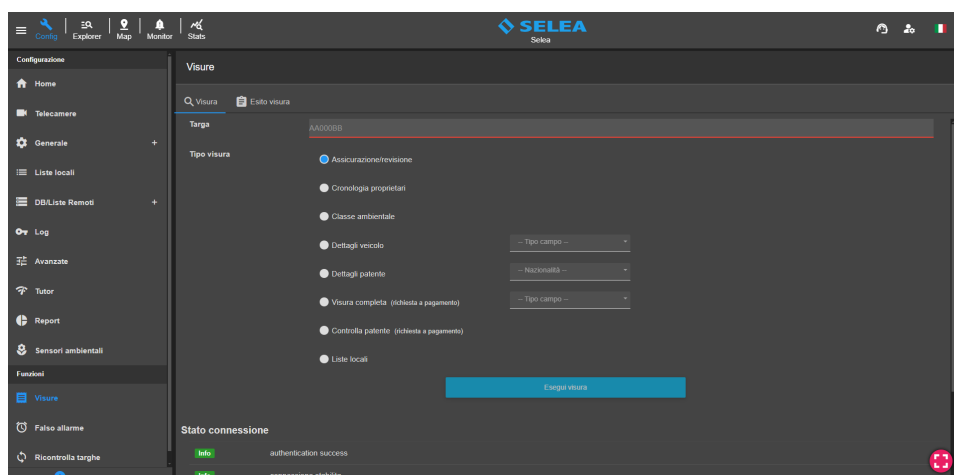 Config
Explorer
Map
Monitor
Stats
SELEA
Selea
Configurazione
Home
Telecamere
Generale +
Liste locali
DB/Liste Remoti +
Log
Avanzate
Tutor
Report
Sensori ambientali
Funzioni
Visure
Falso allarme
Ricontrolla targhe
Visure
Visura
Esito visura
Targa
AA000BB
Tipo visura
Assicurazione/revisione
Cronologia proprietari
Classe ambientale
Dettagli veicolo
-- Tipo campo --
Dettagli patente
-- Nazionalità --
Visura completa (richiesta a pagamento)
-- Tipo campo --
Controlla patente (richiesta a pagamento)
Liste locali
Esegui visura
Stato connessione
Info authentication success
Info connessione stabilita